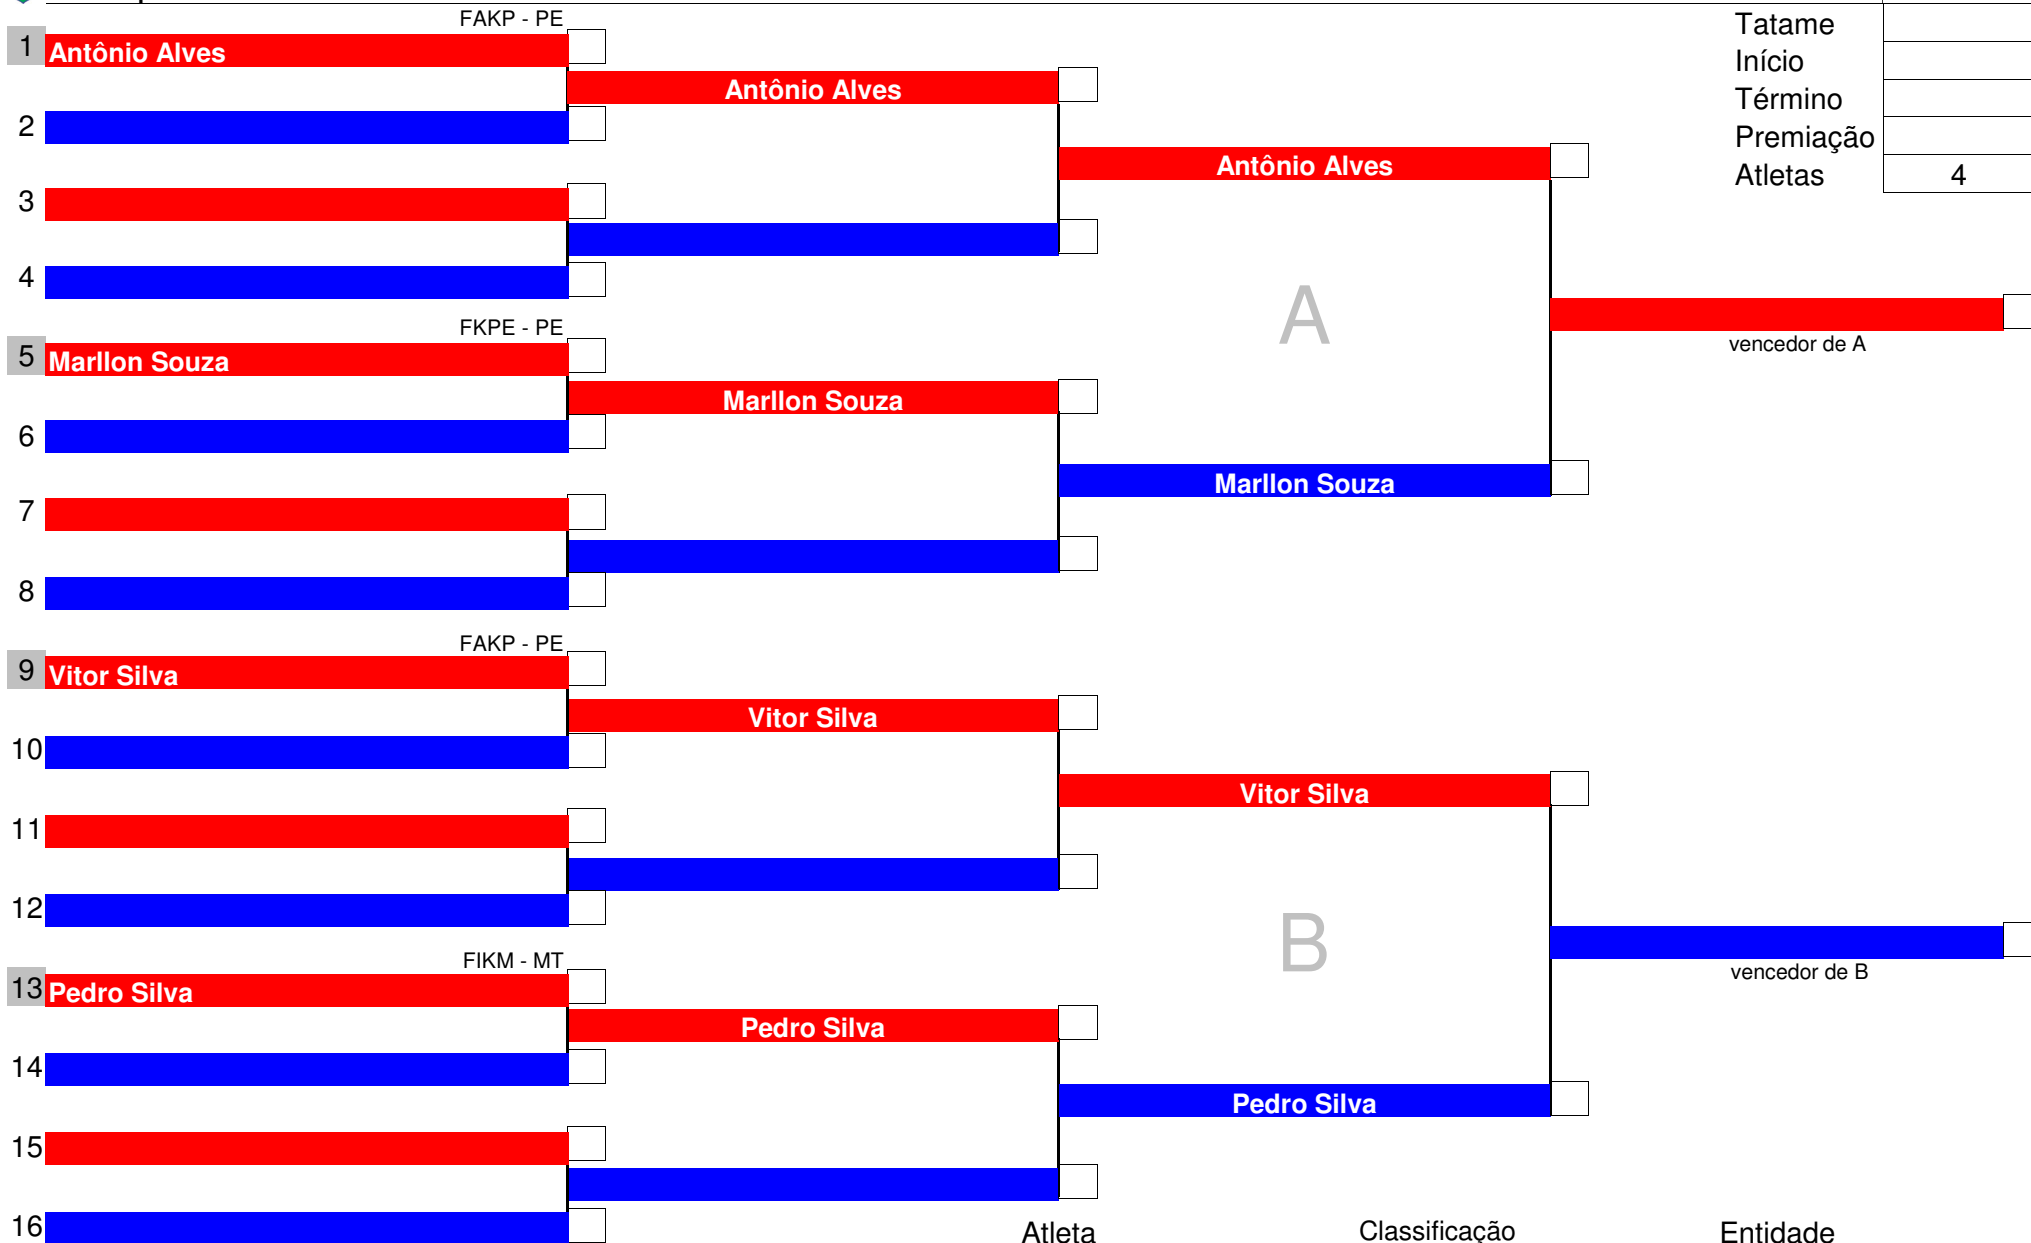 FAKP - PE
1 Antônio Alves
Antônio Alves
2
Antônio Alves
3
4
A
FKPE - PE
5 Marllon Souza
Marllon Souza
6
Marllon Souza
7
8
FAKP - PE
9 Vitor Silva
Vitor Silva
10
Vitor Silva
11
12
B
FIKM - MT
13 Pedro Silva
Pedro Silva
14
Pedro Silva
15
16
Tatame
Início
Término
Premiação
Atletas 4
vencedor de A
vencedor de B
Atleta Classificação Entidade